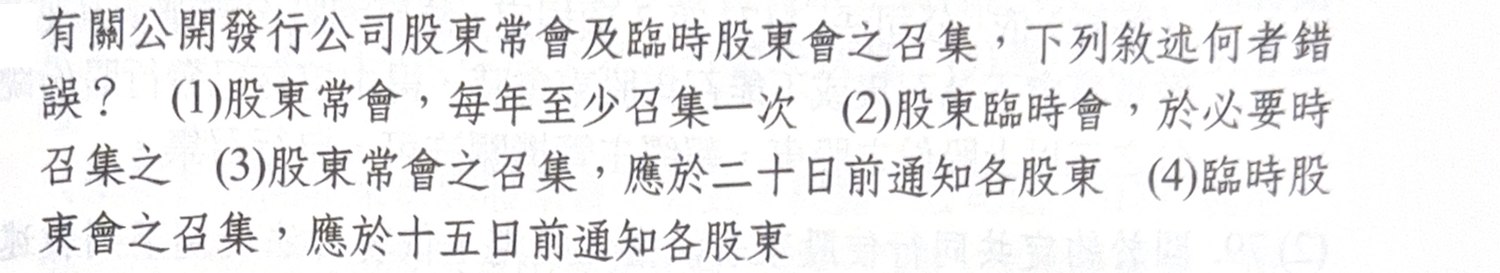 有關公開發行公司股東常會及臨時股東會之召集，下列敘述何者錯
誤？ (1)股東常會，每年至少召集一次 (2)股東臨時會，於必要時
召集之 (3)股東常會之召集，應於二十日前通知各股東 (4)臨時股
東會之召集，應於十五日前通知各股東